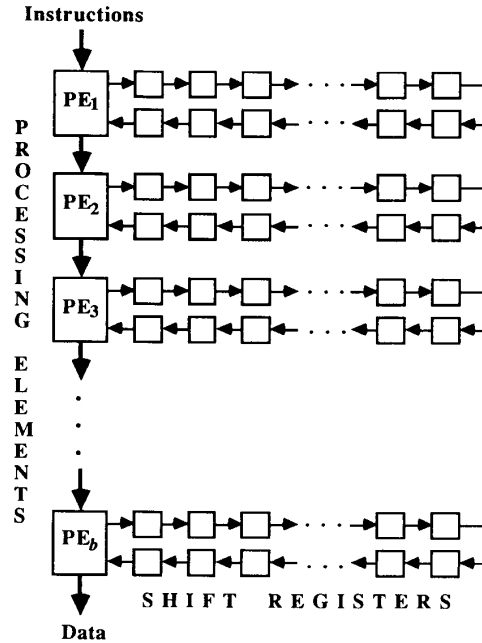 Instructions
PE1
PE2
PE3
PEb
PROCESSING ELEMENTS
SHIFT REGISTERS
Data